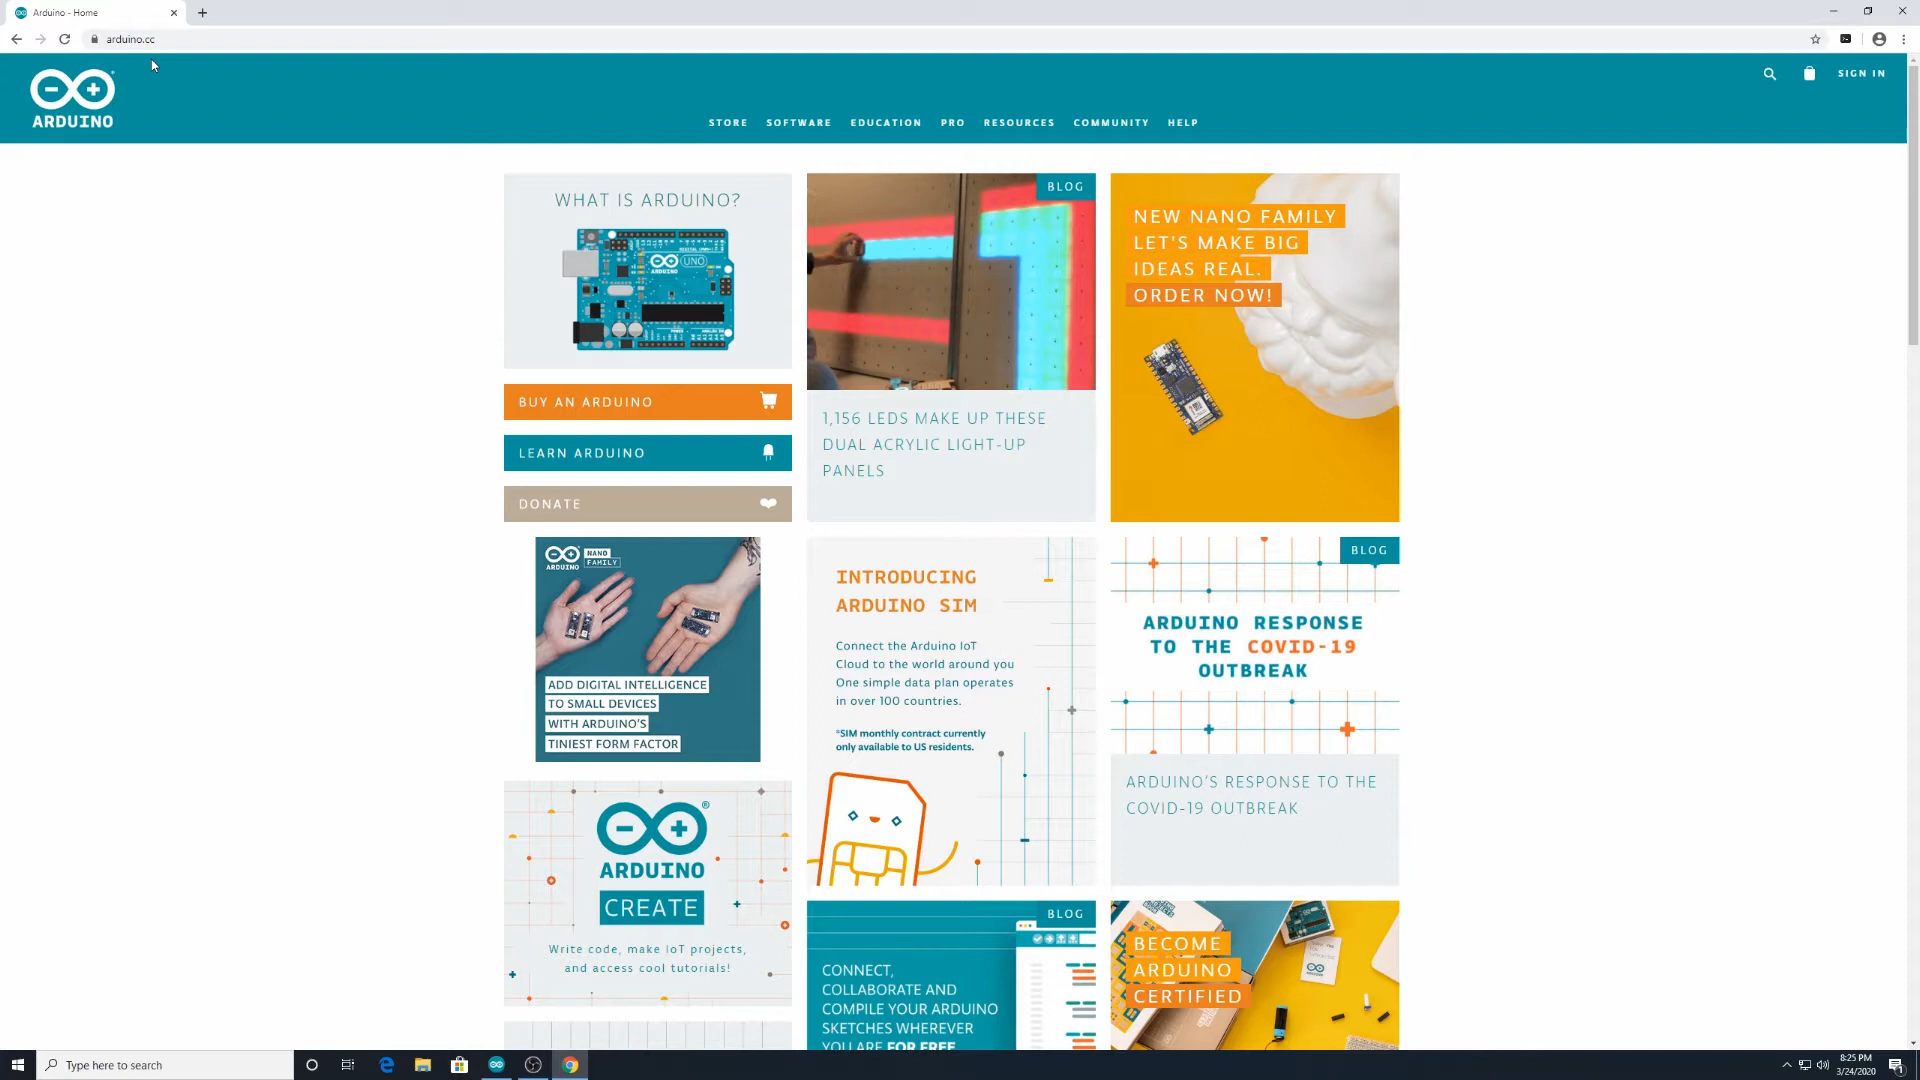 Arduino - Home
arduino.cc
SIGN IN
ARDUINO
STORE SOFTWARE EDUCATION PRO RESOURCES COMMUNITY HELP
WHAT IS ARDUINO?
ARDUINO UNO
BUY AN ARDUINO
LEARN ARDUINO
DONATE
BLOG
1,156 LEDS MAKE UP THESE
DUAL ACRYLIC LIGHT-UP
PANELS
NEW NANO FAMILY
LET'S MAKE BIG
IDEAS REAL.
ORDER NOW!
ARDUINO
NANO
FAMILY
ADD DIGITAL INTELLIGENCE
TO SMALL DEVICES
WITH ARDUINO'S
TINIEST FORM FACTOR
INTRODUCING
ARDUINO SIM
Connect the Arduino IoT
Cloud to the world around you
One simple data plan operates
in over 100 countries.
*SIM monthly contract currently
only available to US residents.
BLOG
ARDUINO RESPONSE
TO THE COVID-19
OUTBREAK
ARDUINO'S RESPONSE TO THE
COVID-19 OUTBREAK
ARDUINO
CREATE
Write code, make IoT projects,
and access cool tutorials!
BLOG
CONNECT,
COLLABORATE AND
COMPILE YOUR ARDUINO
SKETCHES WHEREVER
YOU ARE FOR FREE
BECOME
ARDUINO
CERTIFIED
Type here to search
8:25 PM
3/24/2020